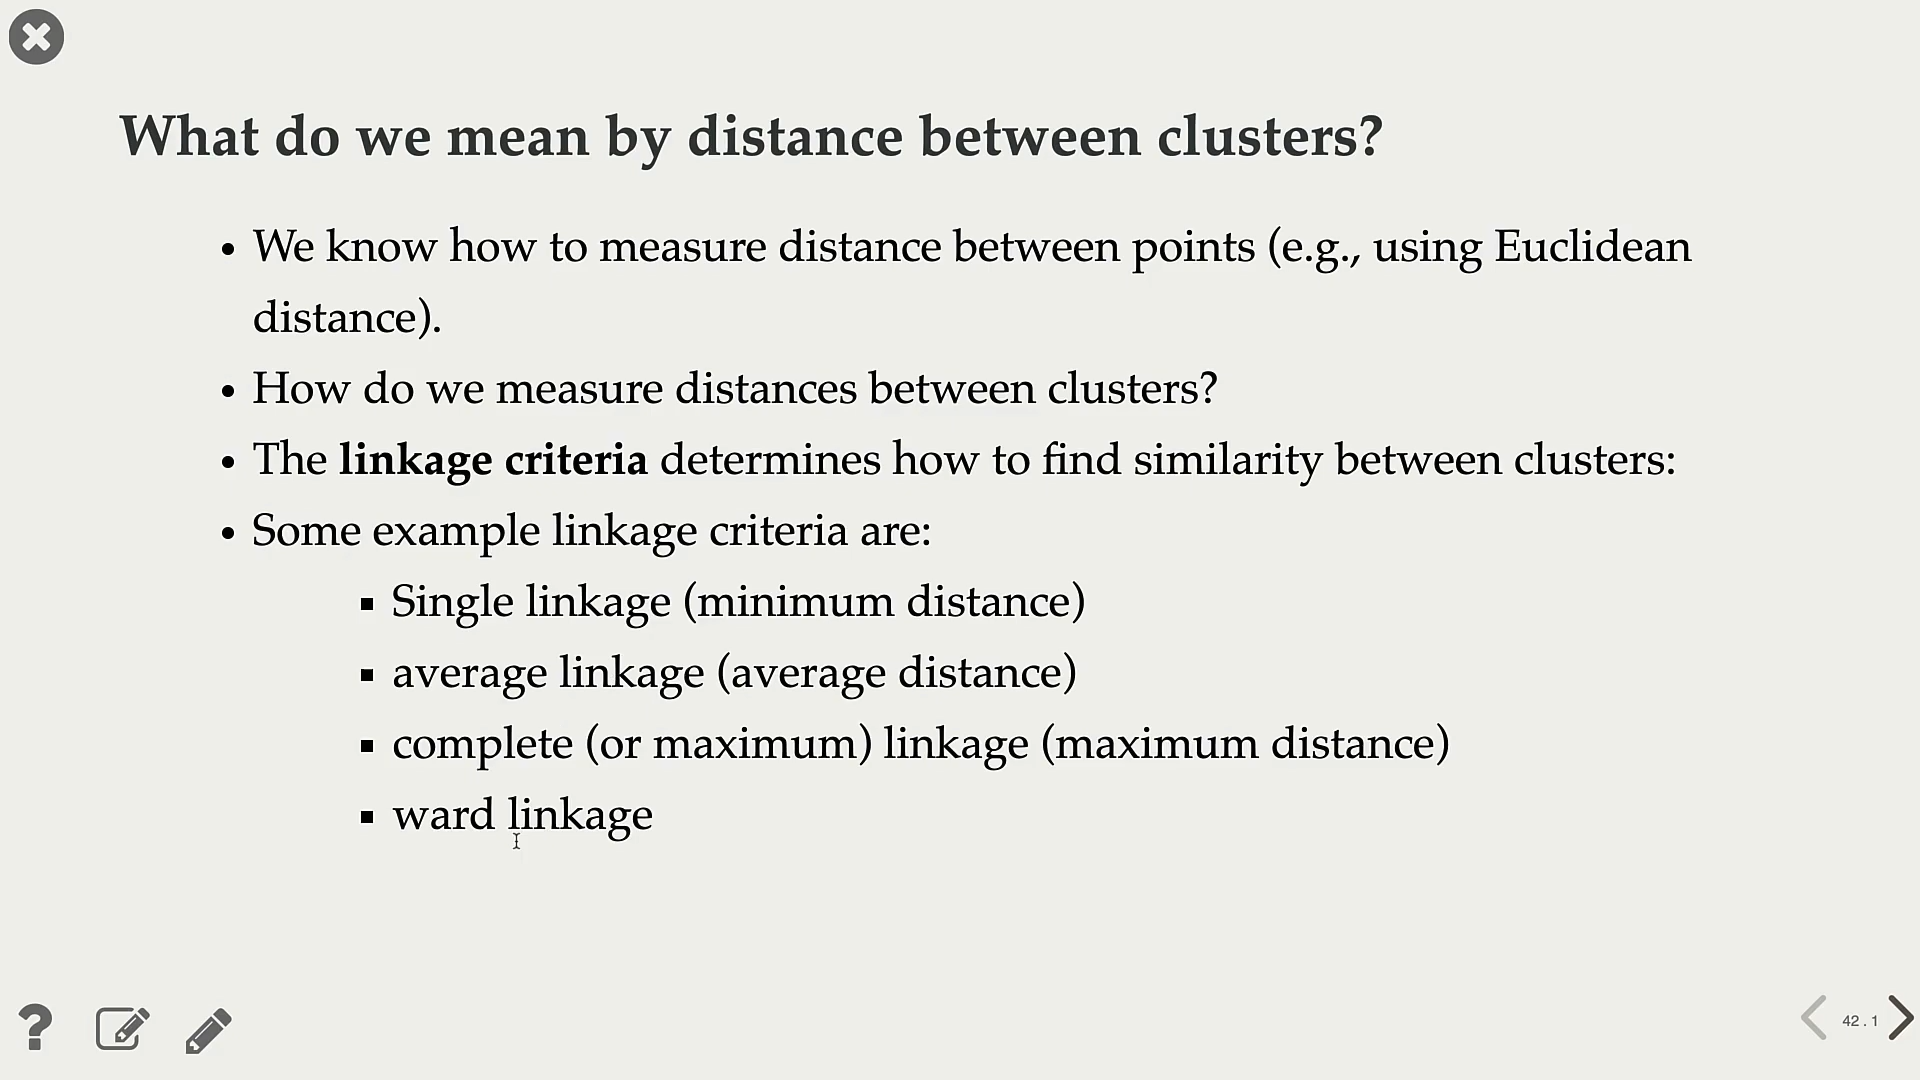 What do we mean by distance between clusters?
• We know how to measure distance between points (e.g., using Euclidean
distance).
• How do we measure distances between clusters?
• The linkage criteria determines how to find similarity between clusters:
• Some example linkage criteria are:
▪ Single linkage (minimum distance)
▪ average linkage (average distance)
▪ complete (or maximum) linkage (maximum distance)
▪ ward linkage
?
42 . 1